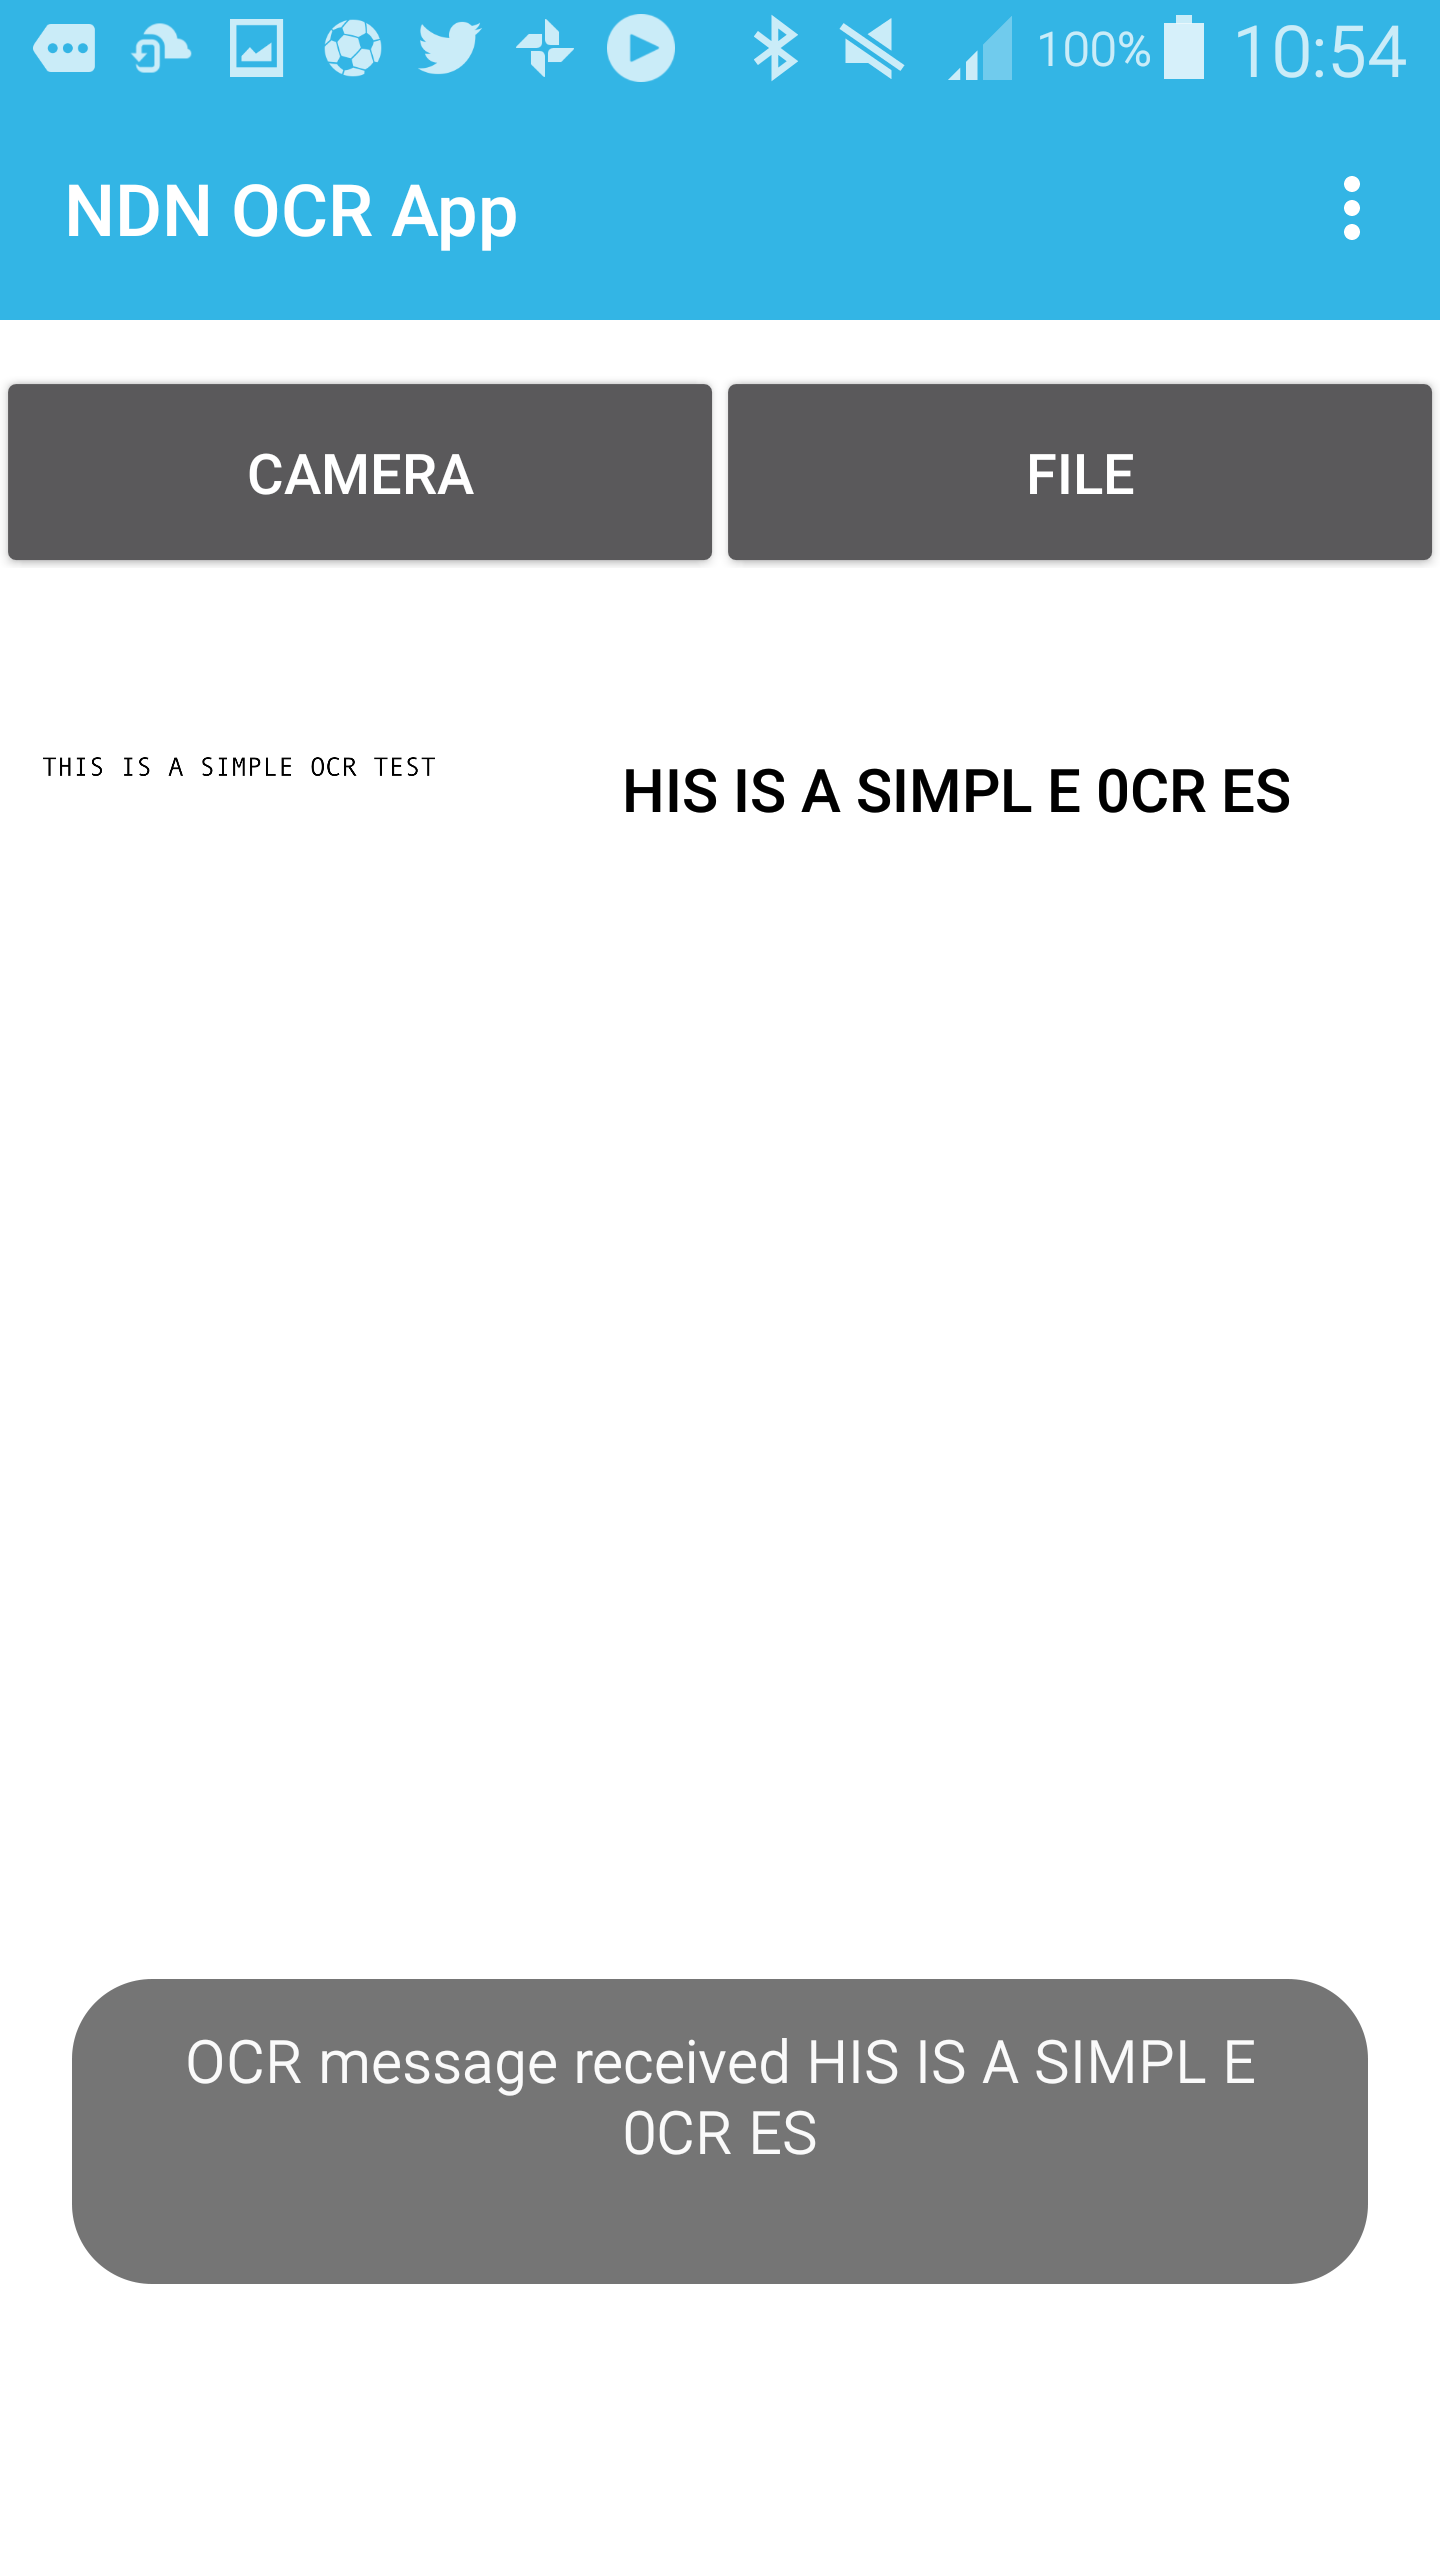 100% 10:54
NDN OCR App
CAMERA FILE
THIS IS A SIMPLE OCR TEST
HIS IS A SIMPL E 0CR ES
OCR message received HIS IS A SIMPL E
0CR ES